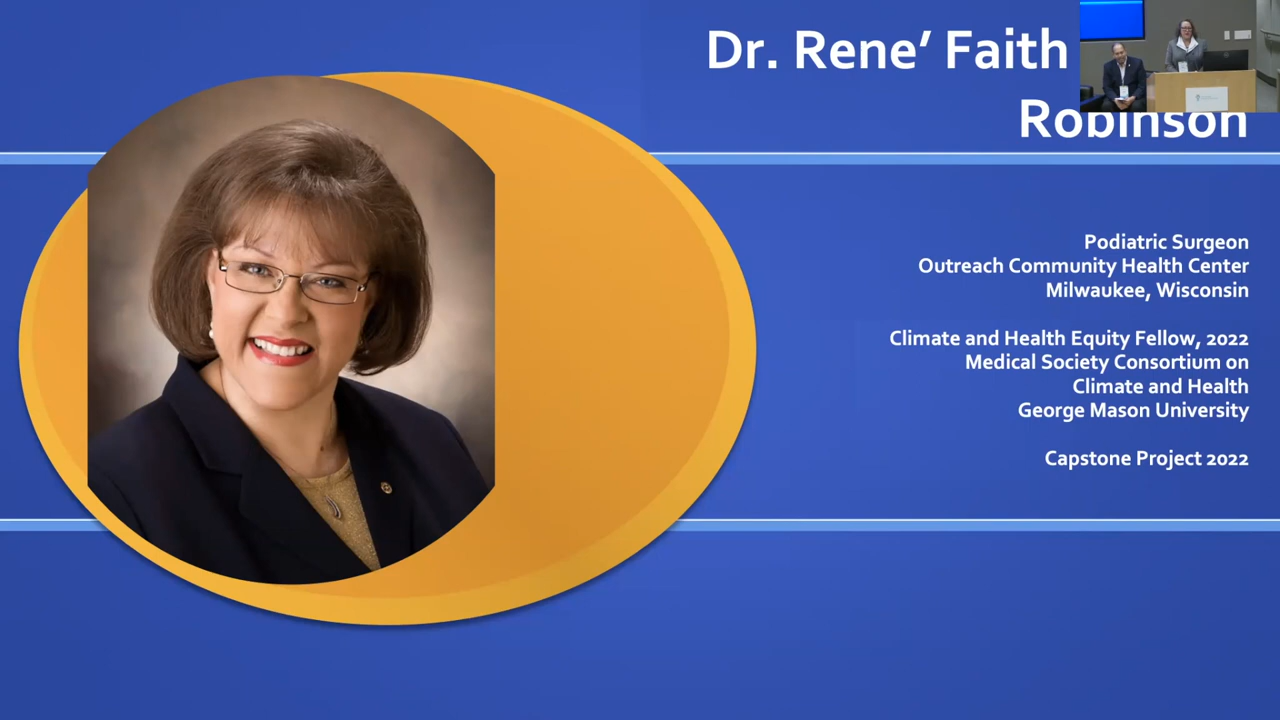 Dr. Rene’ Faith
Robinson
Podiatric Surgeon
Outreach Community Health Center
Milwaukee, Wisconsin
Climate and Health Equity Fellow, 2022
Medical Society Consortium on
Climate and Health
George Mason University
Capstone Project 2022